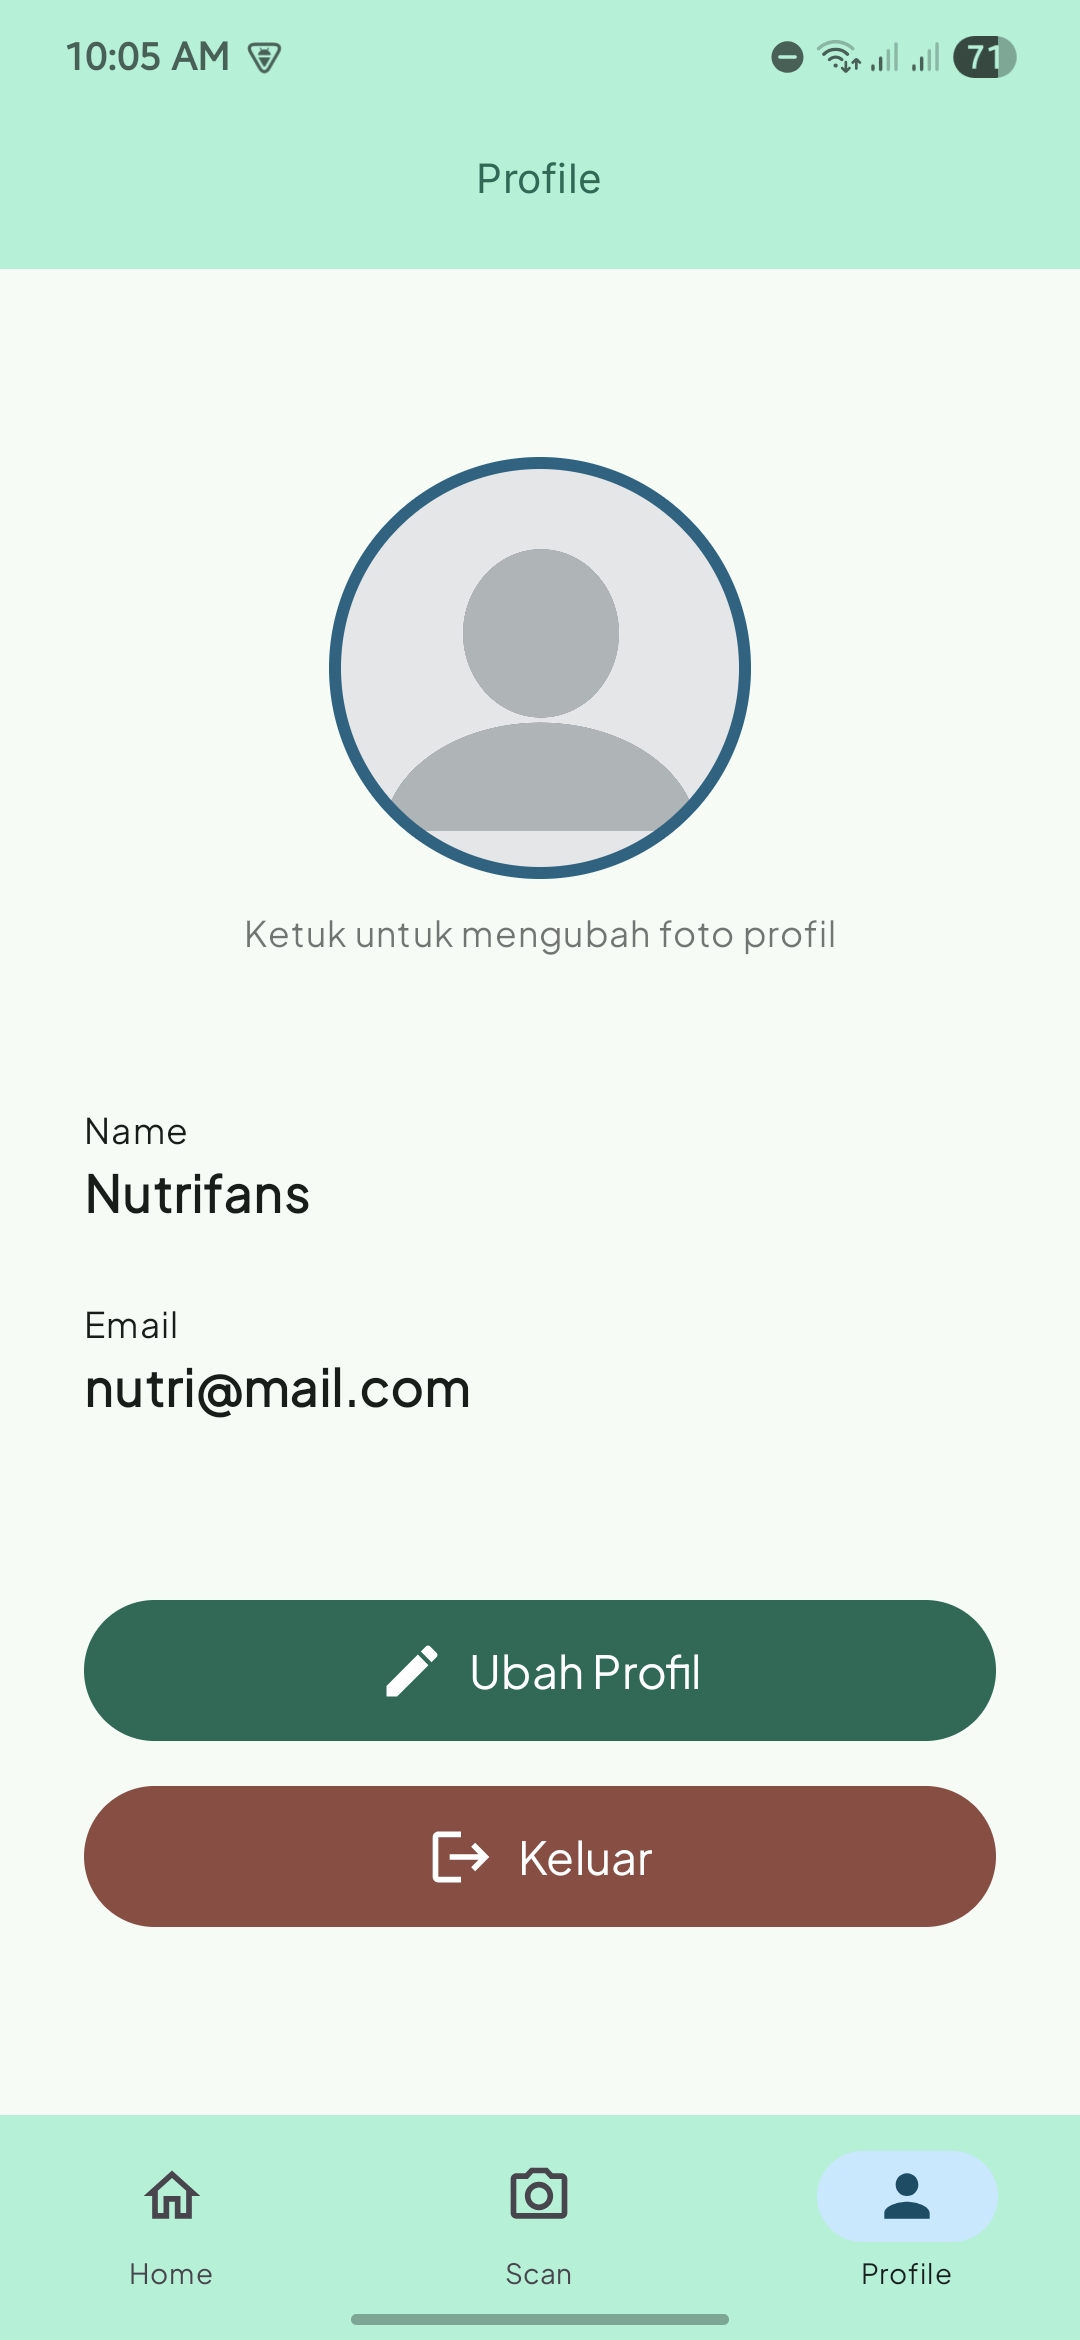 10:05 AM
71
Profile
Ketuk untuk mengubah foto profil
Name
Nutrifans
Email
nutri@mail.com
Ubah Profil
Keluar
Home
Scan
Profile